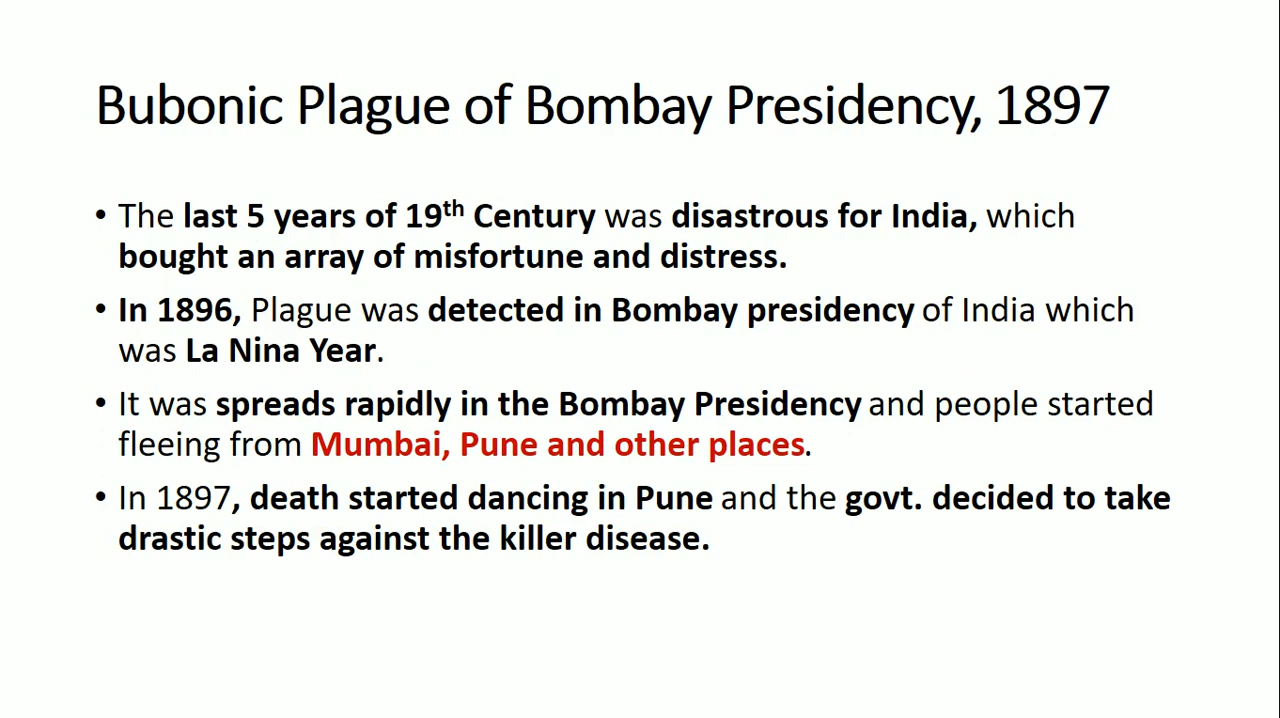 Bubonic Plague of Bombay Presidency, 1897
• The last 5 years of 19th Century was disastrous for India, which
bought an array of misfortune and distress.
• In 1896, Plague was detected in Bombay presidency of India which
was La Nina Year.
• It was spreads rapidly in the Bombay Presidency and people started
fleeing from Mumbai, Pune and other places.
• In 1897, death started dancing in Pune and the govt. decided to take
drastic steps against the killer disease.